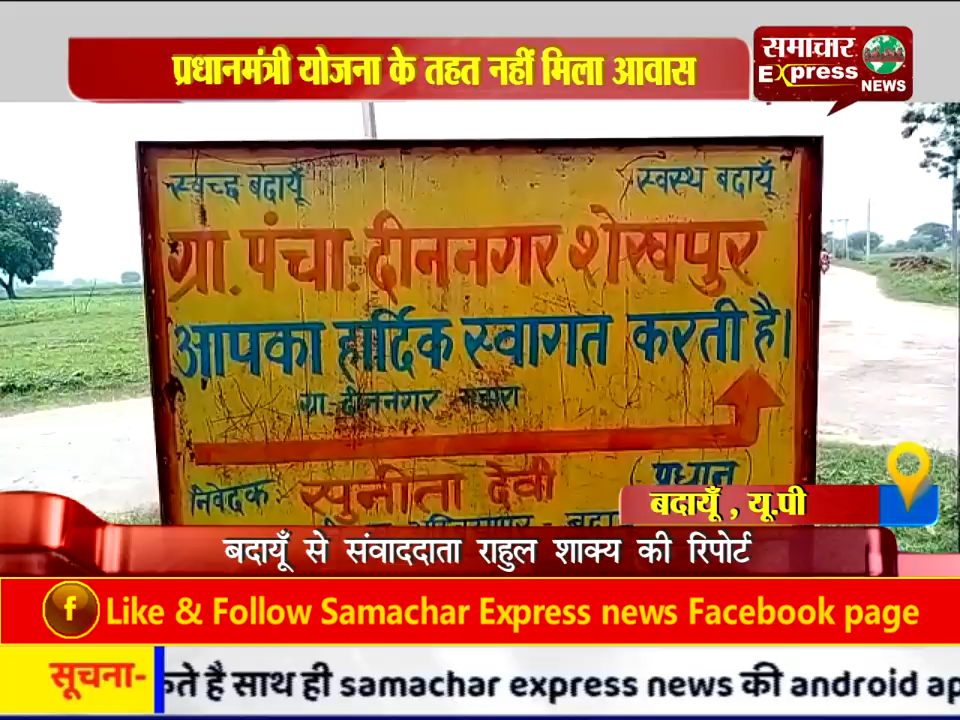 प्रधानमंत्री योजना के तहत नहीं मिला आवास
समाचार
Express
NEWS
स्वच्छ बदायूँ
स्वस्थ बदायूँ
ग्रा. पंचा. दीननगर शेखपुर
आपका हार्दिक स्वागत करती है।
ग्रा-दीननगर
निवेदक- सुनीता देवी (प्रधान)
बदायूँ , यू.पी
बदायूँ से संवाददाता राहुल शाक्य की रिपोर्ट
f Like & Follow Samachar Express news Facebook page
सूचना- है साथ ही samachar express news की android